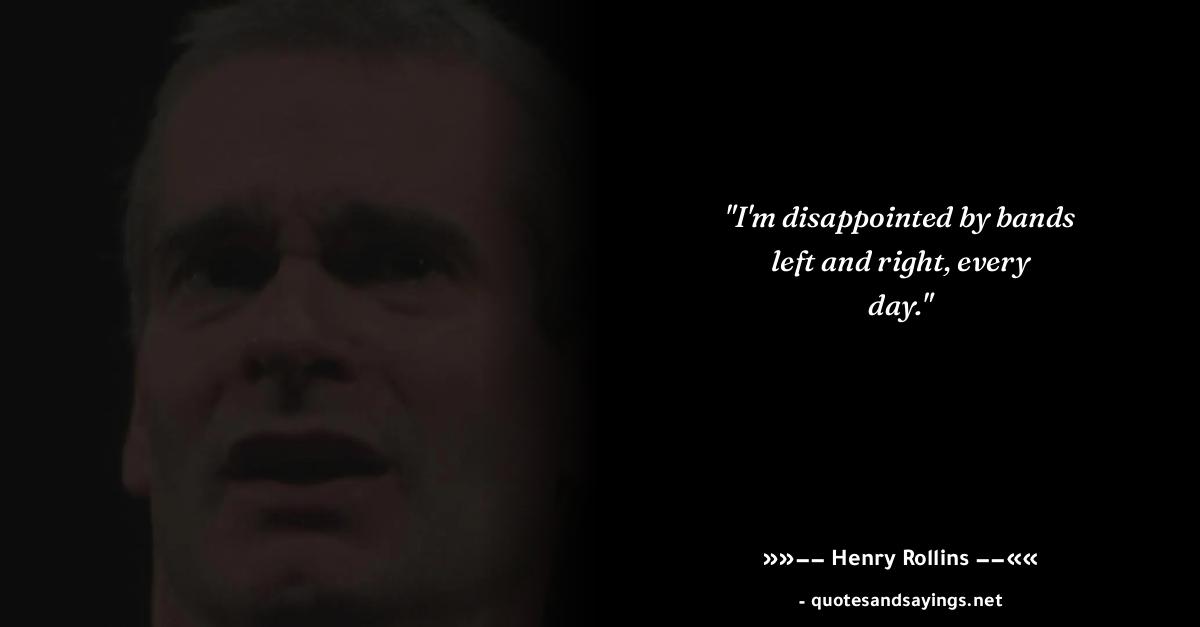 "I'm disappointed by bands
left and right, every
day."
»»–– Henry Rollins ––««
- quotesandsayings.net